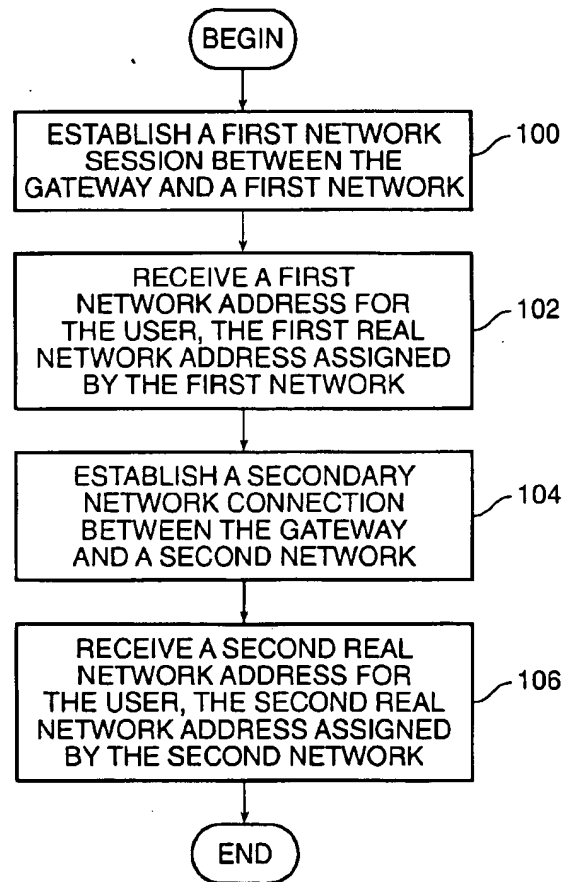 BEGIN
ESTABLISH A FIRST NETWORK
SESSION BETWEEN THE
GATEWAY AND A FIRST NETWORK
100
RECEIVE A FIRST
NETWORK ADDRESS FOR
THE USER, THE FIRST REAL
NETWORK ADDRESS ASSIGNED
BY THE FIRST NETWORK
102
ESTABLISH A SECONDARY
NETWORK CONNECTION
BETWEEN THE GATEWAY
AND A SECOND NETWORK
104
RECEIVE A SECOND REAL
NETWORK ADDRESS FOR
THE USER, THE SECOND REAL
NETWORK ADDRESS ASSIGNED
BY THE SECOND NETWORK
106
END